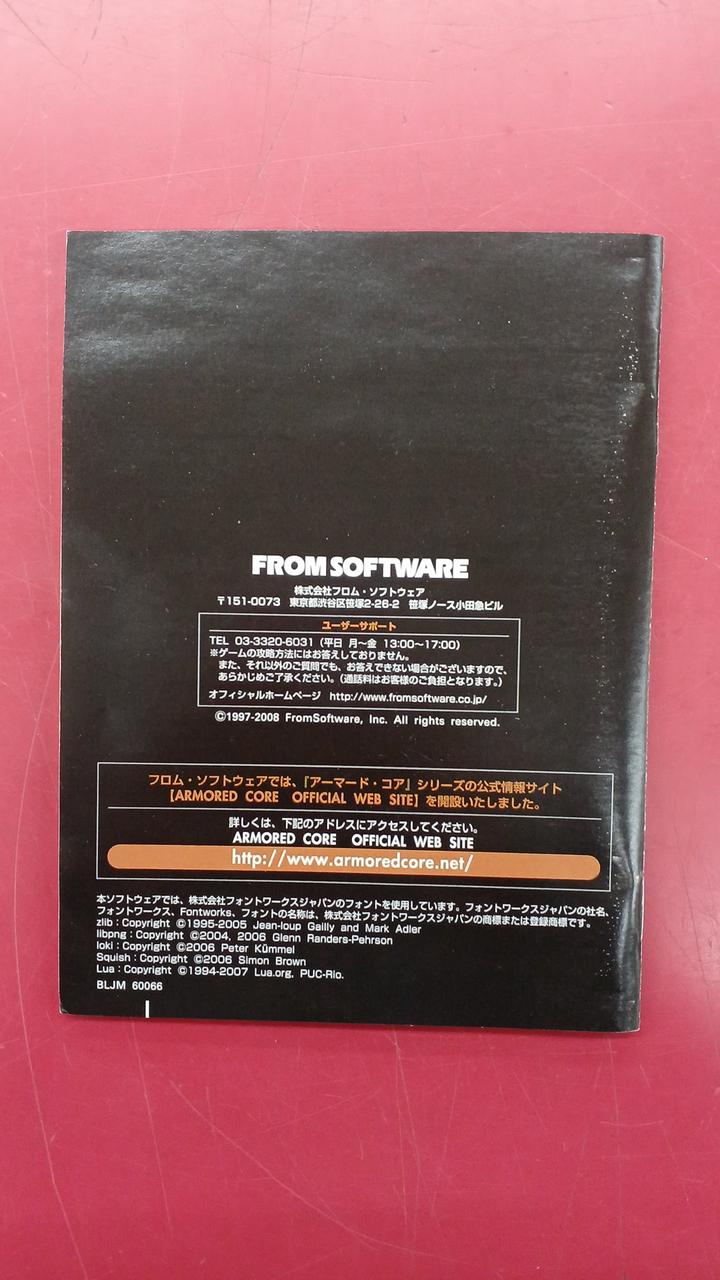 FROMSOFTWARE
株式会社フロム・ソフトウェア
〒151-0073 東京都渋谷区笹塚2-26-2 笹塚ノース小田急ビル
ユーザーサポート
TEL 03-3320-6031（平日 月〜金 13:00〜17:00）
※ゲームの攻略方法にはお答えしておりません。
また、それ以外のご質問でも、お答えできない場合がございますので、
あらかじめご了承ください。（通話料はお客様のご負担となります。）
オフィシャルホームページ http://www.fromsoftware.co.jp/
©1997-2008 FromSoftware, Inc. All rights reserved.
フロム・ソフトウェアでは、『アーマード・コア』シリーズの公式情報サイト
【ARMORED CORE OFFICIAL WEB SITE】を開設いたしました。
詳しくは、下記のアドレスにアクセスしてください。
ARMORED CORE OFFICIAL WEB SITE
http://www.armoredcore.net/
本ソフトウェアでは、株式会社フォントワークスジャパンのフォントを使用しています。フォントワークスジャパンの社名、
フォントワークス、Fontworks、フォントの名称は、株式会社フォントワークスジャパンの商標または登録商標です。
zlib : Copyright ©1995-2005 Jean-loup Gailly and Mark Adler
libpng : Copyright ©2004, 2006 Glenn Randers-Pehrson
loki : Copyright ©2006 Peter Kümmel
Squish : Copyright ©2006 Simon Brown
Lua : Copyright ©1994-2007 Lua.org, PUC-Rio.
BLJM 60066